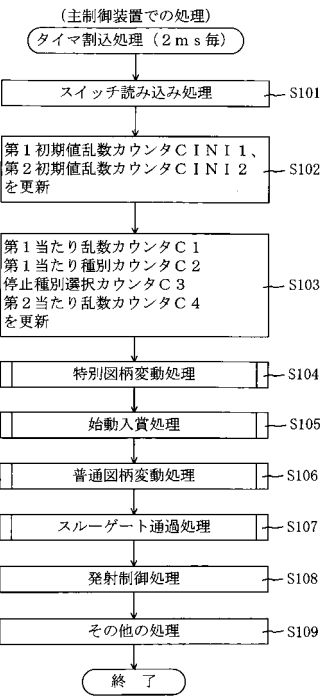 (主制御装置での処理)
タイマ割込処理(2ms毎)
スイッチ読み込み処理
S101
第1初期値乱数カウンタCINI1、
第2初期値乱数カウンタCINI2
を更新
S102
第1当たり乱数カウンタC1
第1当たり種別カウンタC2
停止種別選択カウンタC3
第2当たり乱数カウンタC4
を更新
S103
特別図柄変動処理
S104
始動入賞処理
S105
普通図柄変動処理
S106
スルーゲート通過処理
S107
発射制御処理
S108
その他の処理
S109
終 了